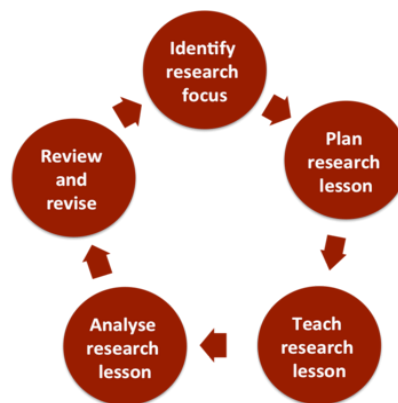 Identify
research
focus
Plan
research
lesson
Teach
research
lesson
Analyse
research
lesson
Review
and
revise